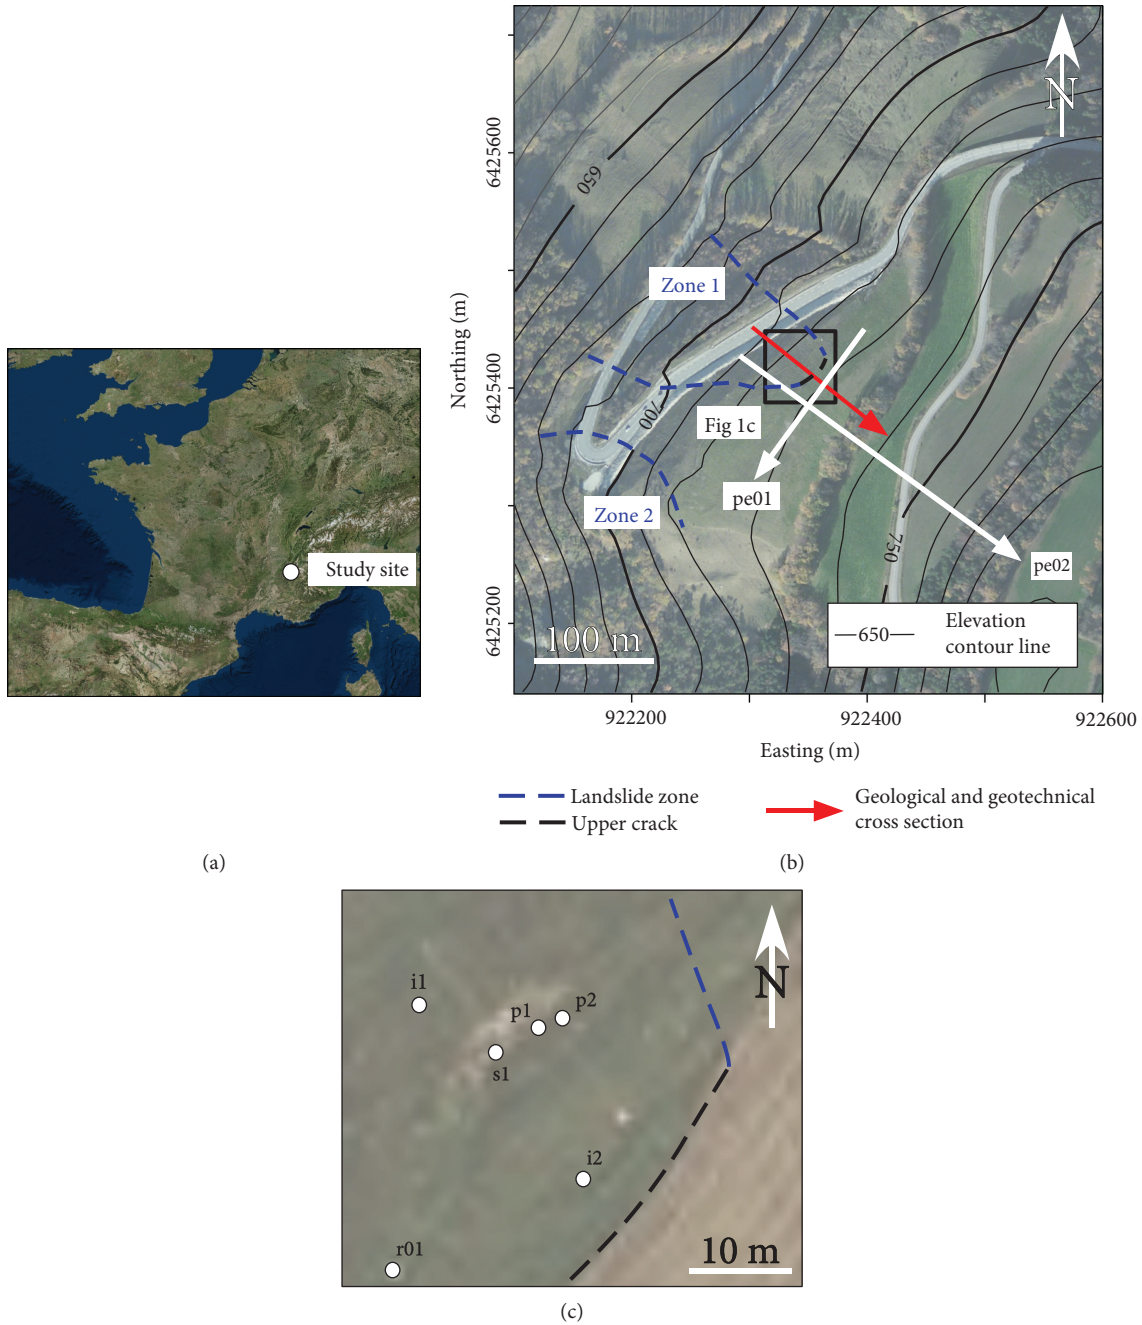 Study site
(a)
N
6425600
6425400
6425200
Northing (m)
650
Zone 1
700
Fig 1c
pe01
Zone 2
750
pe02
650
Elevation
contour line
100 m
922200
922400
922600
Easting (m)
Landslide zone
Upper crack
Geological and geotechnical
cross section
(b)
N
i1
p1
p2
s1
i2
r01
10 m
(c)